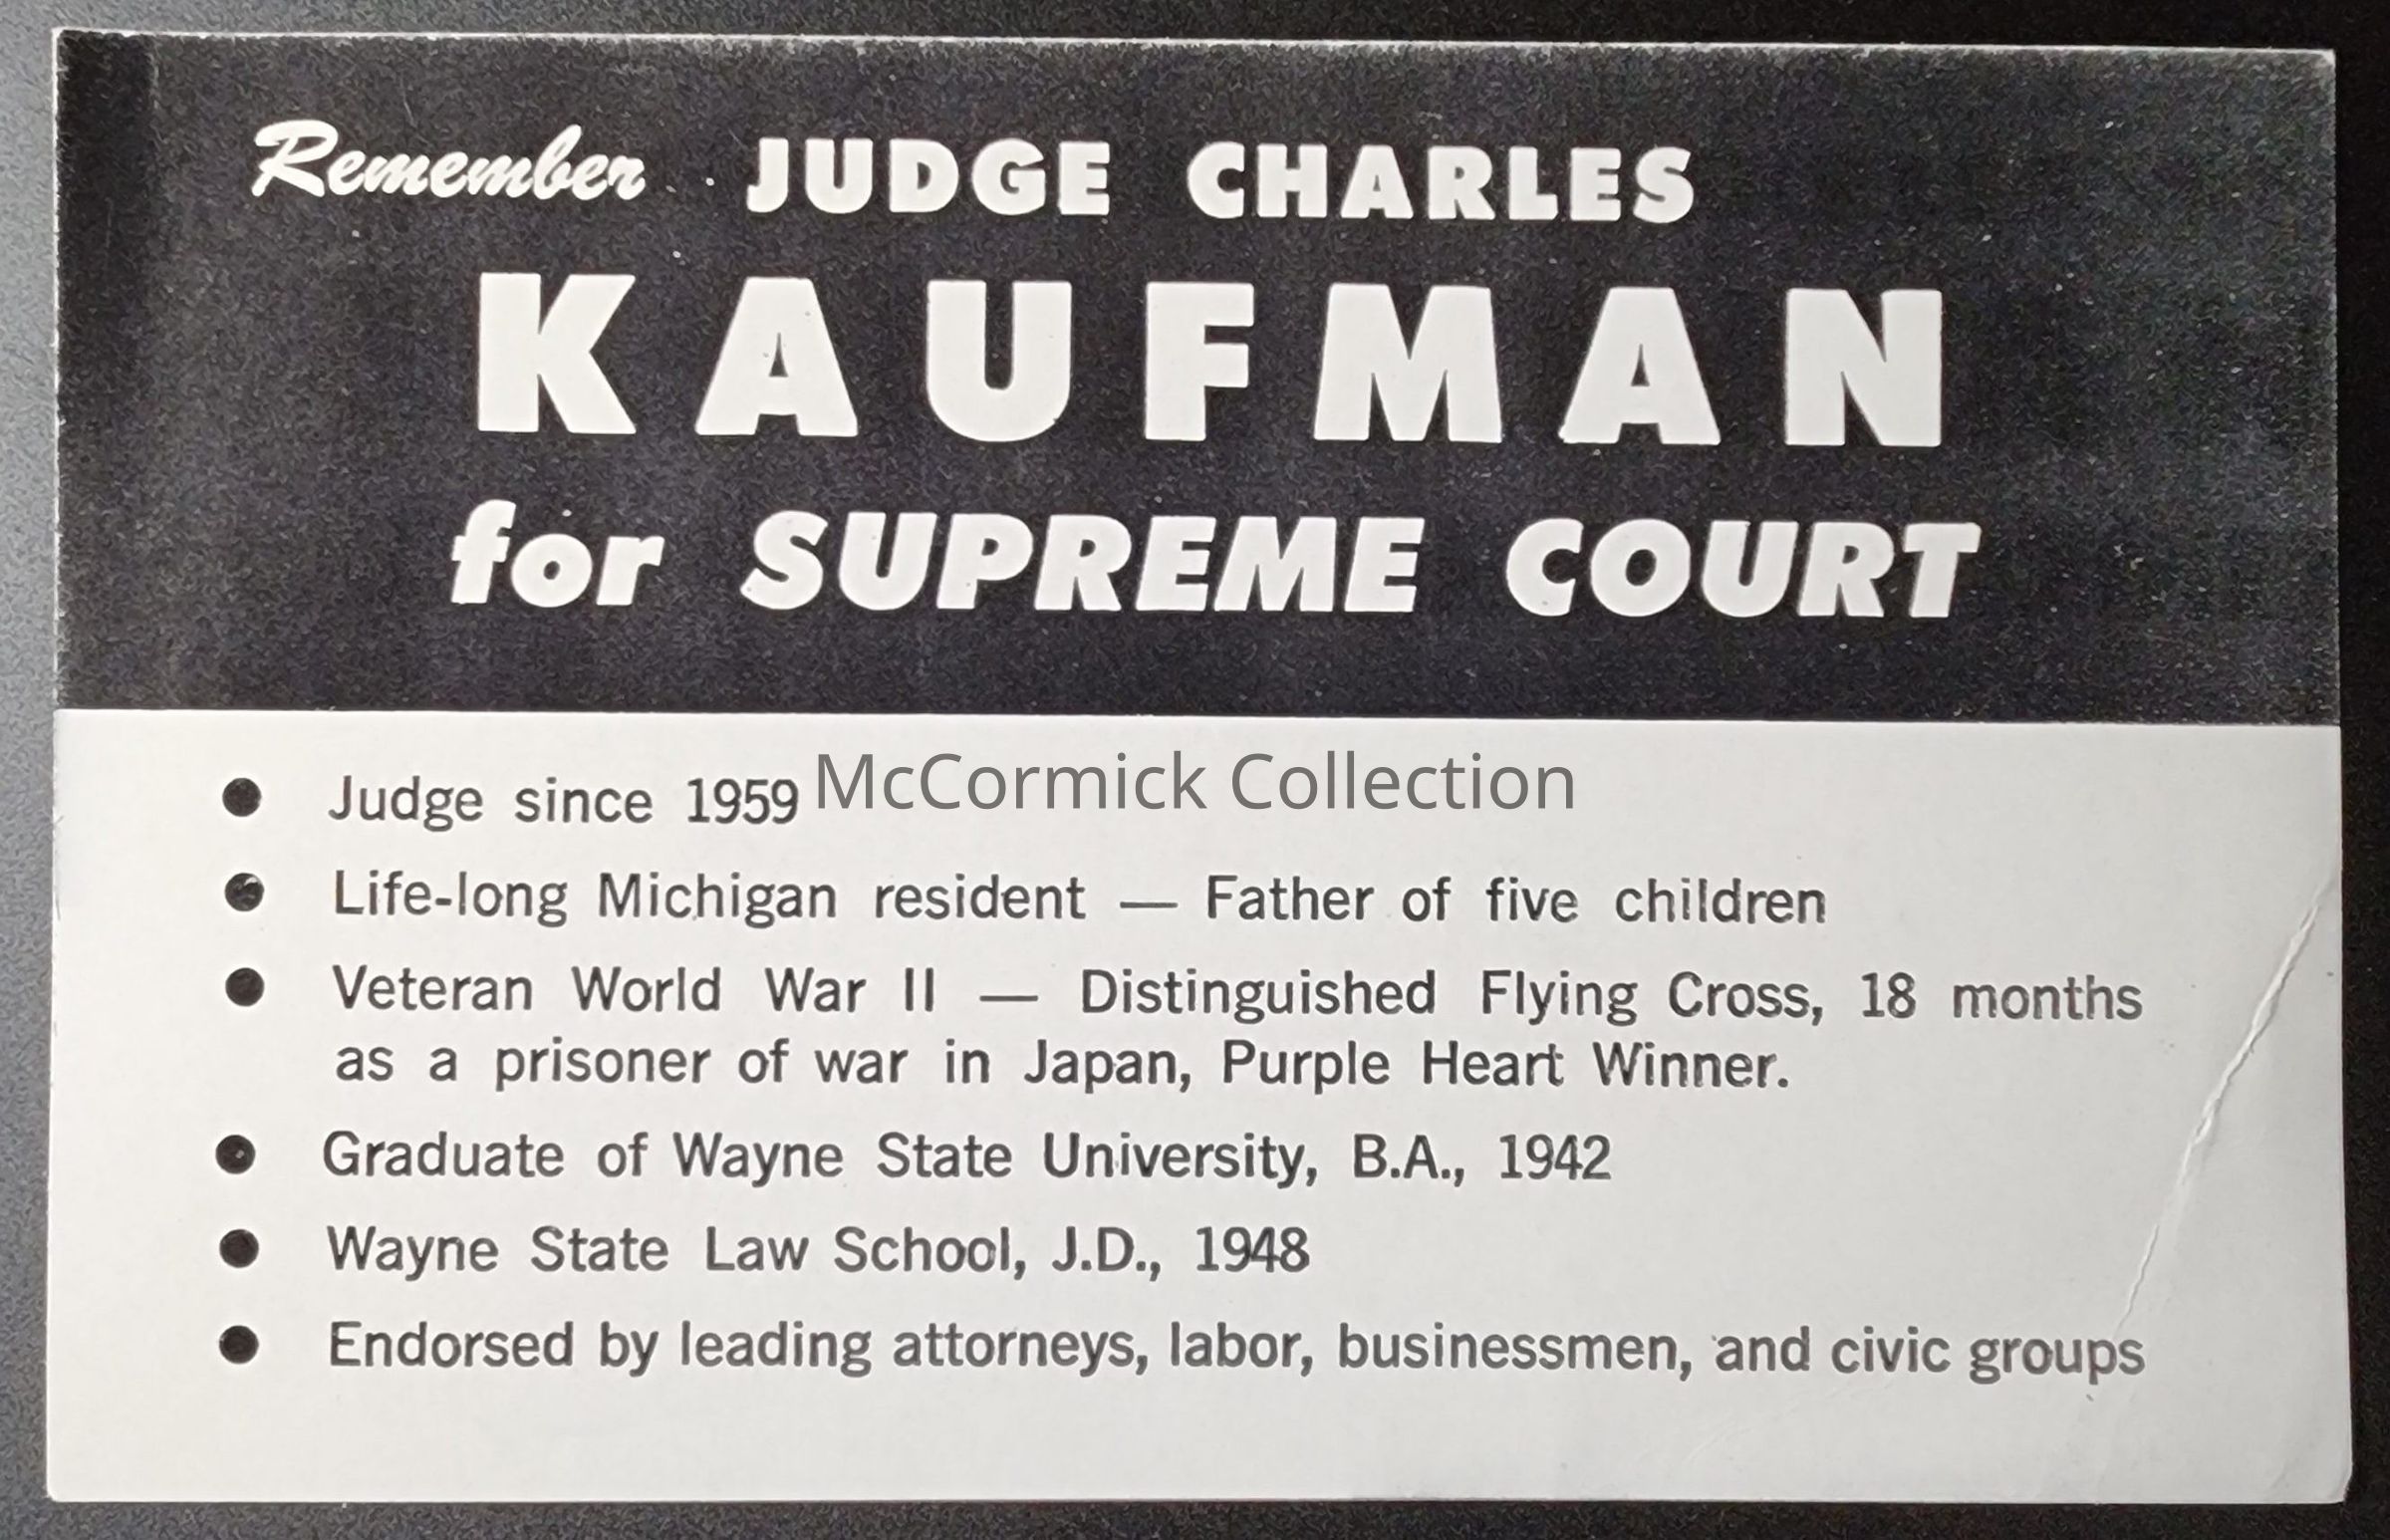 Remember JUDGE CHARLES
KAUFMAN
for SUPREME COURT
McCormick Collection
● Judge since 1959
● Life-long Michigan resident — Father of five children
● Veteran World War II — Distinguished Flying Cross, 18 months
as a prisoner of war in Japan, Purple Heart Winner.
● Graduate of Wayne State University, B.A., 1942
● Wayne State Law School, J.D., 1948
● Endorsed by leading attorneys, labor, businessmen, and civic groups